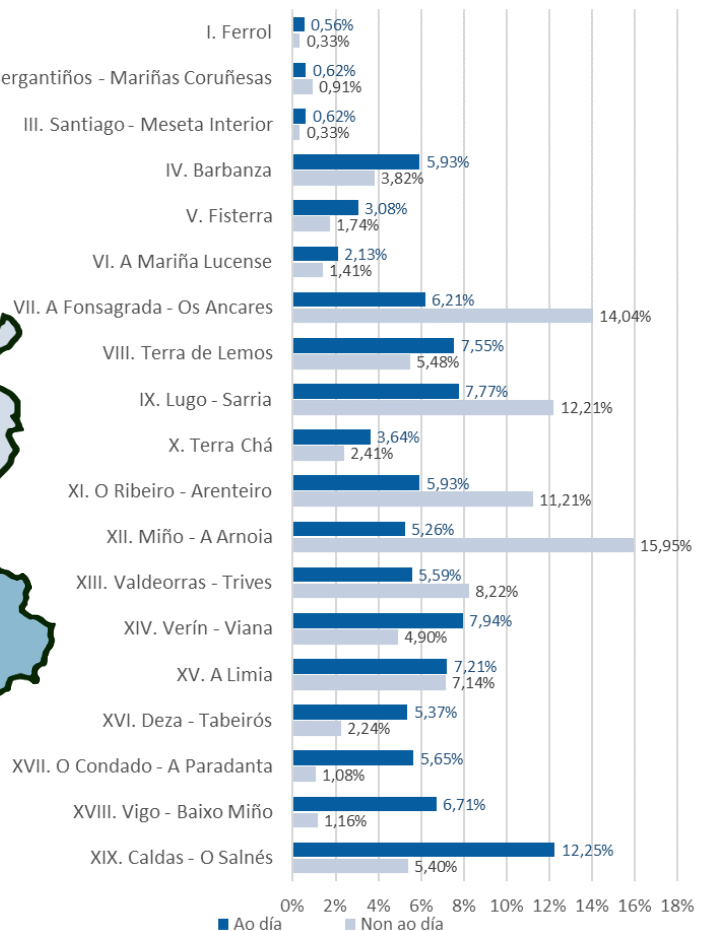 I. Ferrol 0,56% 0,33%
Mariñas Coruñesas 0,62% 0,91%
III. Santiago - Meseta Interior 0,62% 0,33%
IV. Barbanza 5,93% 3,82%
V. Fisterra 3,08% 1,74%
VI. A Mariña Lucense 2,13% 1,41%
VII. A Fonsagrada - Os Ancares 6,21% 14,04%
VIII. Terra de Lemos 7,55% 5,48%
IX. Lugo - Sarria 7,77% 12,21%
X. Terra Chá 3,64% 2,41%
XI. O Ribeiro - Arenteiro 5,93% 11,21%
XII. Miño - A Arnoia 5,26% 15,95%
XIII. Valdeorras - Trives 5,59% 8,22%
XIV. Verín - Viana 7,94% 4,90%
XV. A Limia 7,21% 7,14%
XVI. Deza - Tabeirós 5,37% 2,24%
XVII. O Condado - A Paradanta 5,65% 1,08%
XVIII. Vigo - Baixo Miño 6,71% 1,16%
XIX. Caldas - O Salnés 12,25% 5,40%
0% 2% 4% 6% 8% 10% 12% 14% 16% 18%
Ao día Non ao día